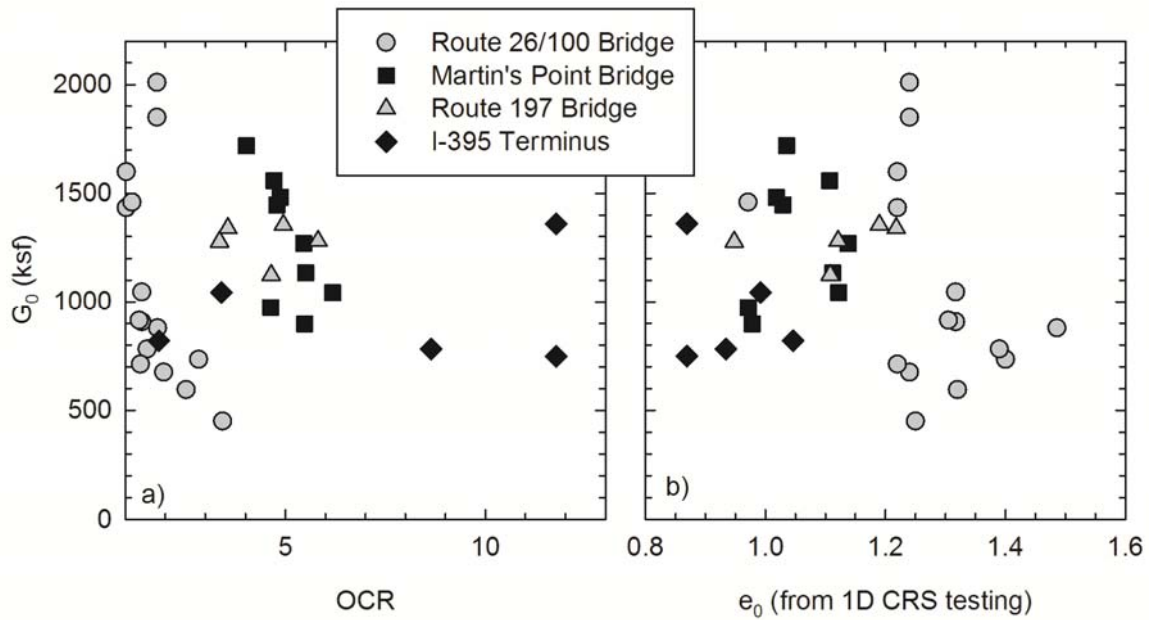 Route 26/100 Bridge
Martin's Point Bridge
Route 197 Bridge
I-395 Terminus
2000
1500
1000
500
0
G₀ (ksf)
a)
b)
5 10
0.8 1.0 1.2 1.4 1.6
OCR
e₀ (from 1D CRS testing)